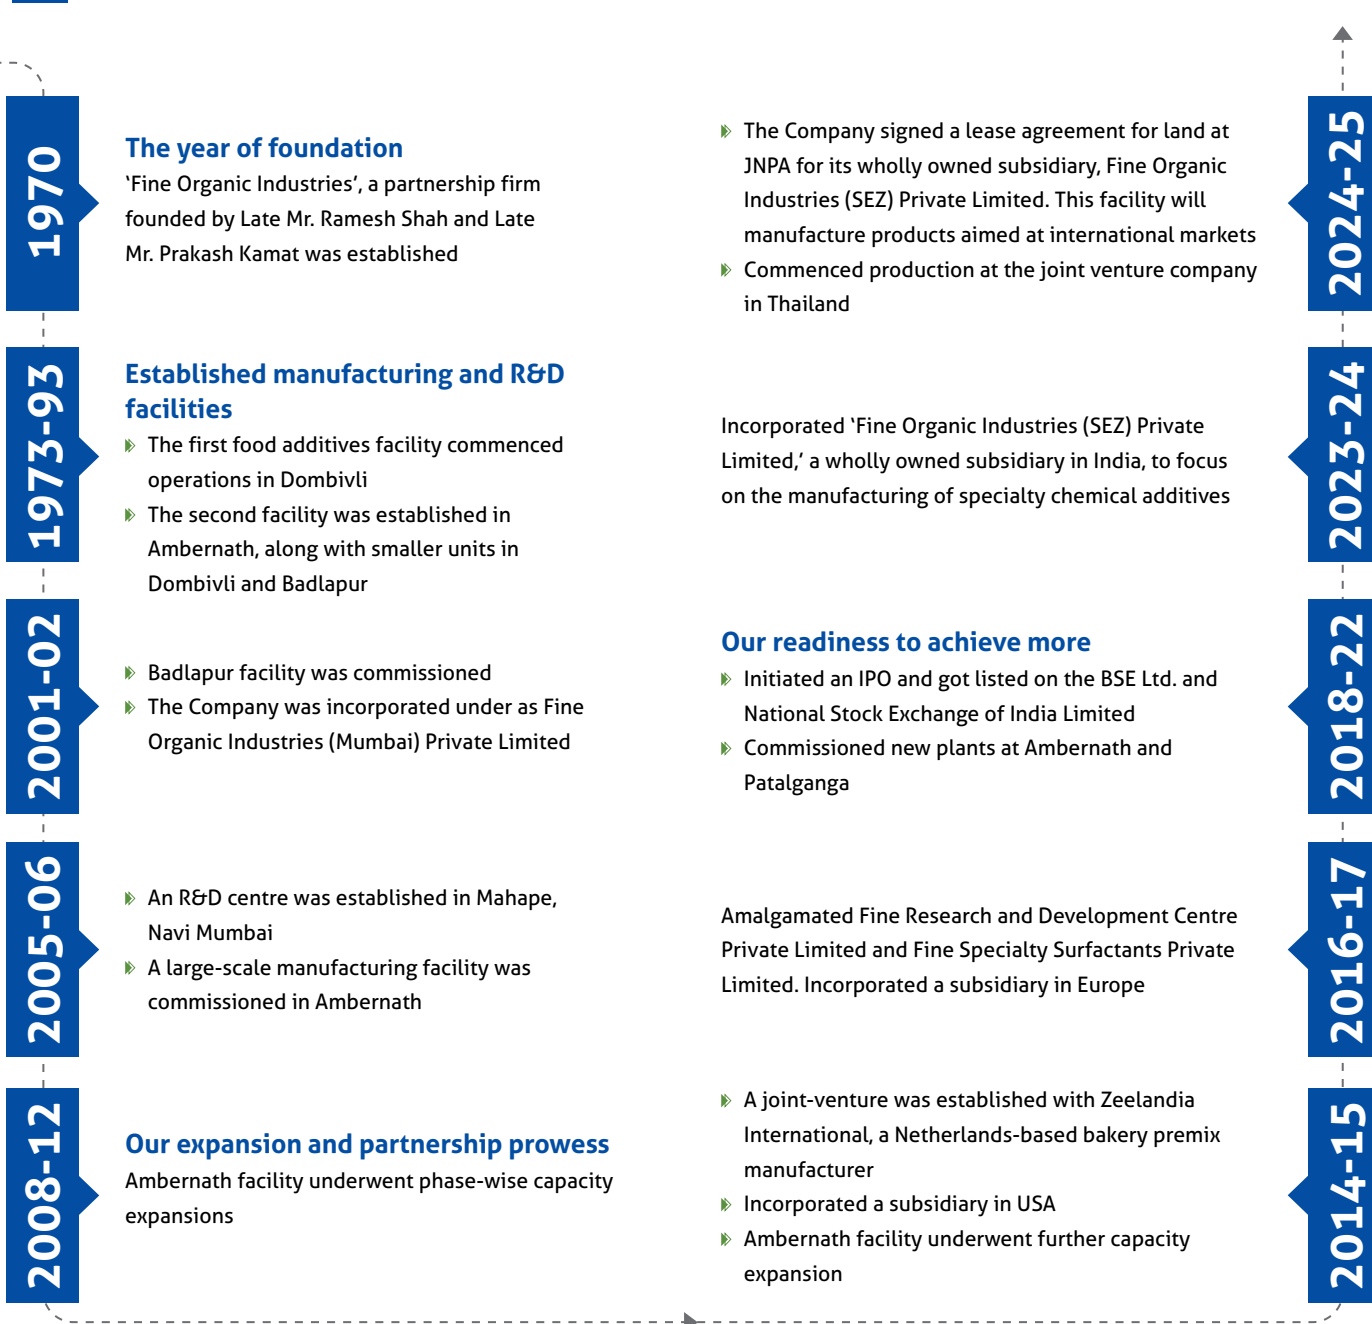 1970
The year of foundation
‘Fine Organic Industries’, a partnership firm
founded by Late Mr. Ramesh Shah and Late
Mr. Prakash Kamat was established
1973-93
Established manufacturing and R&D
facilities
The first food additives facility commenced
operations in Dombivli
The second facility was established in
Ambernath, along with smaller units in
Dombivli and Badlapur
2001-02
Badlapur facility was commissioned
The Company was incorporated under as Fine
Organic Industries (Mumbai) Private Limited
2005-06
An R&D centre was established in Mahape,
Navi Mumbai
A large-scale manufacturing facility was
commissioned in Ambernath
2008-12
Our expansion and partnership prowess
Ambernath facility underwent phase-wise capacity
expansions
2014-15
A joint-venture was established with Zeelandia
International, a Netherlands-based bakery premix
manufacturer
Incorporated a subsidiary in USA
Ambernath facility underwent further capacity
expansion
2016-17
Amalgamated Fine Research and Development Centre
Private Limited and Fine Specialty Surfactants Private
Limited. Incorporated a subsidiary in Europe
2018-22
Our readiness to achieve more
Initiated an IPO and got listed on the BSE Ltd. and
National Stock Exchange of India Limited
Commissioned new plants at Ambernath and
Patalganga
2023-24
Incorporated ‘Fine Organic Industries (SEZ) Private
Limited,’ a wholly owned subsidiary in India, to focus
on the manufacturing of specialty chemical additives
2024-25
The Company signed a lease agreement for land at
JNPA for its wholly owned subsidiary, Fine Organic
Industries (SEZ) Private Limited. This facility will
manufacture products aimed at international markets
Commenced production at the joint venture company
in Thailand